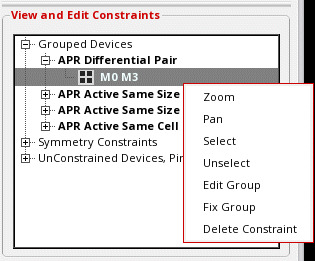 View and Edit Constraints
Grouped Devices
APR Differential Pair
M0 M3
APR Active Same Size
APR Active Same Size
APR Active Same Cell
Symmetry Constraints
UnConstrained Devices, Pin
Zoom
Pan
Select
Unselect
Edit Group
Fix Group
Delete Constraint